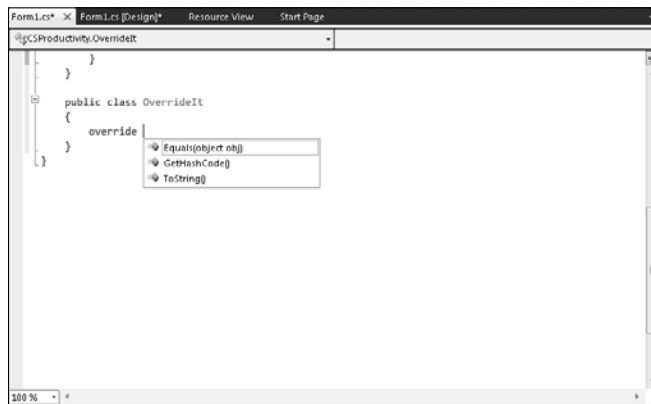 Form1.cs* Form1.cs [Design]* Resource View Start Page
CSProductivity.OverrideIt
}
}
public class OverrideIt
{
override
}
}
Equals(object obj)
GetHashCode()
ToString()
100 %